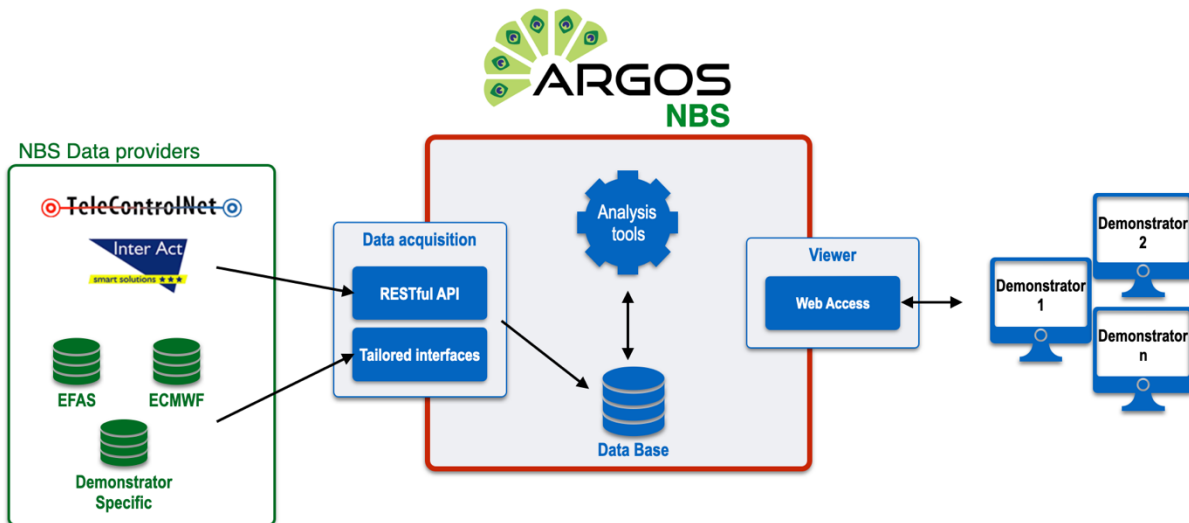 ARGOS
NBS
NBS Data providers
TeleControlNet
Inter Act
smart solutions ★★★
EFAS
ECMWF
Demonstrator
Specific
Data acquisition
RESTful API
Tailored interfaces
Analysis
tools
Data Base
Viewer
Web Access
Demonstrator
1
Demonstrator
2
Demonstrator
n